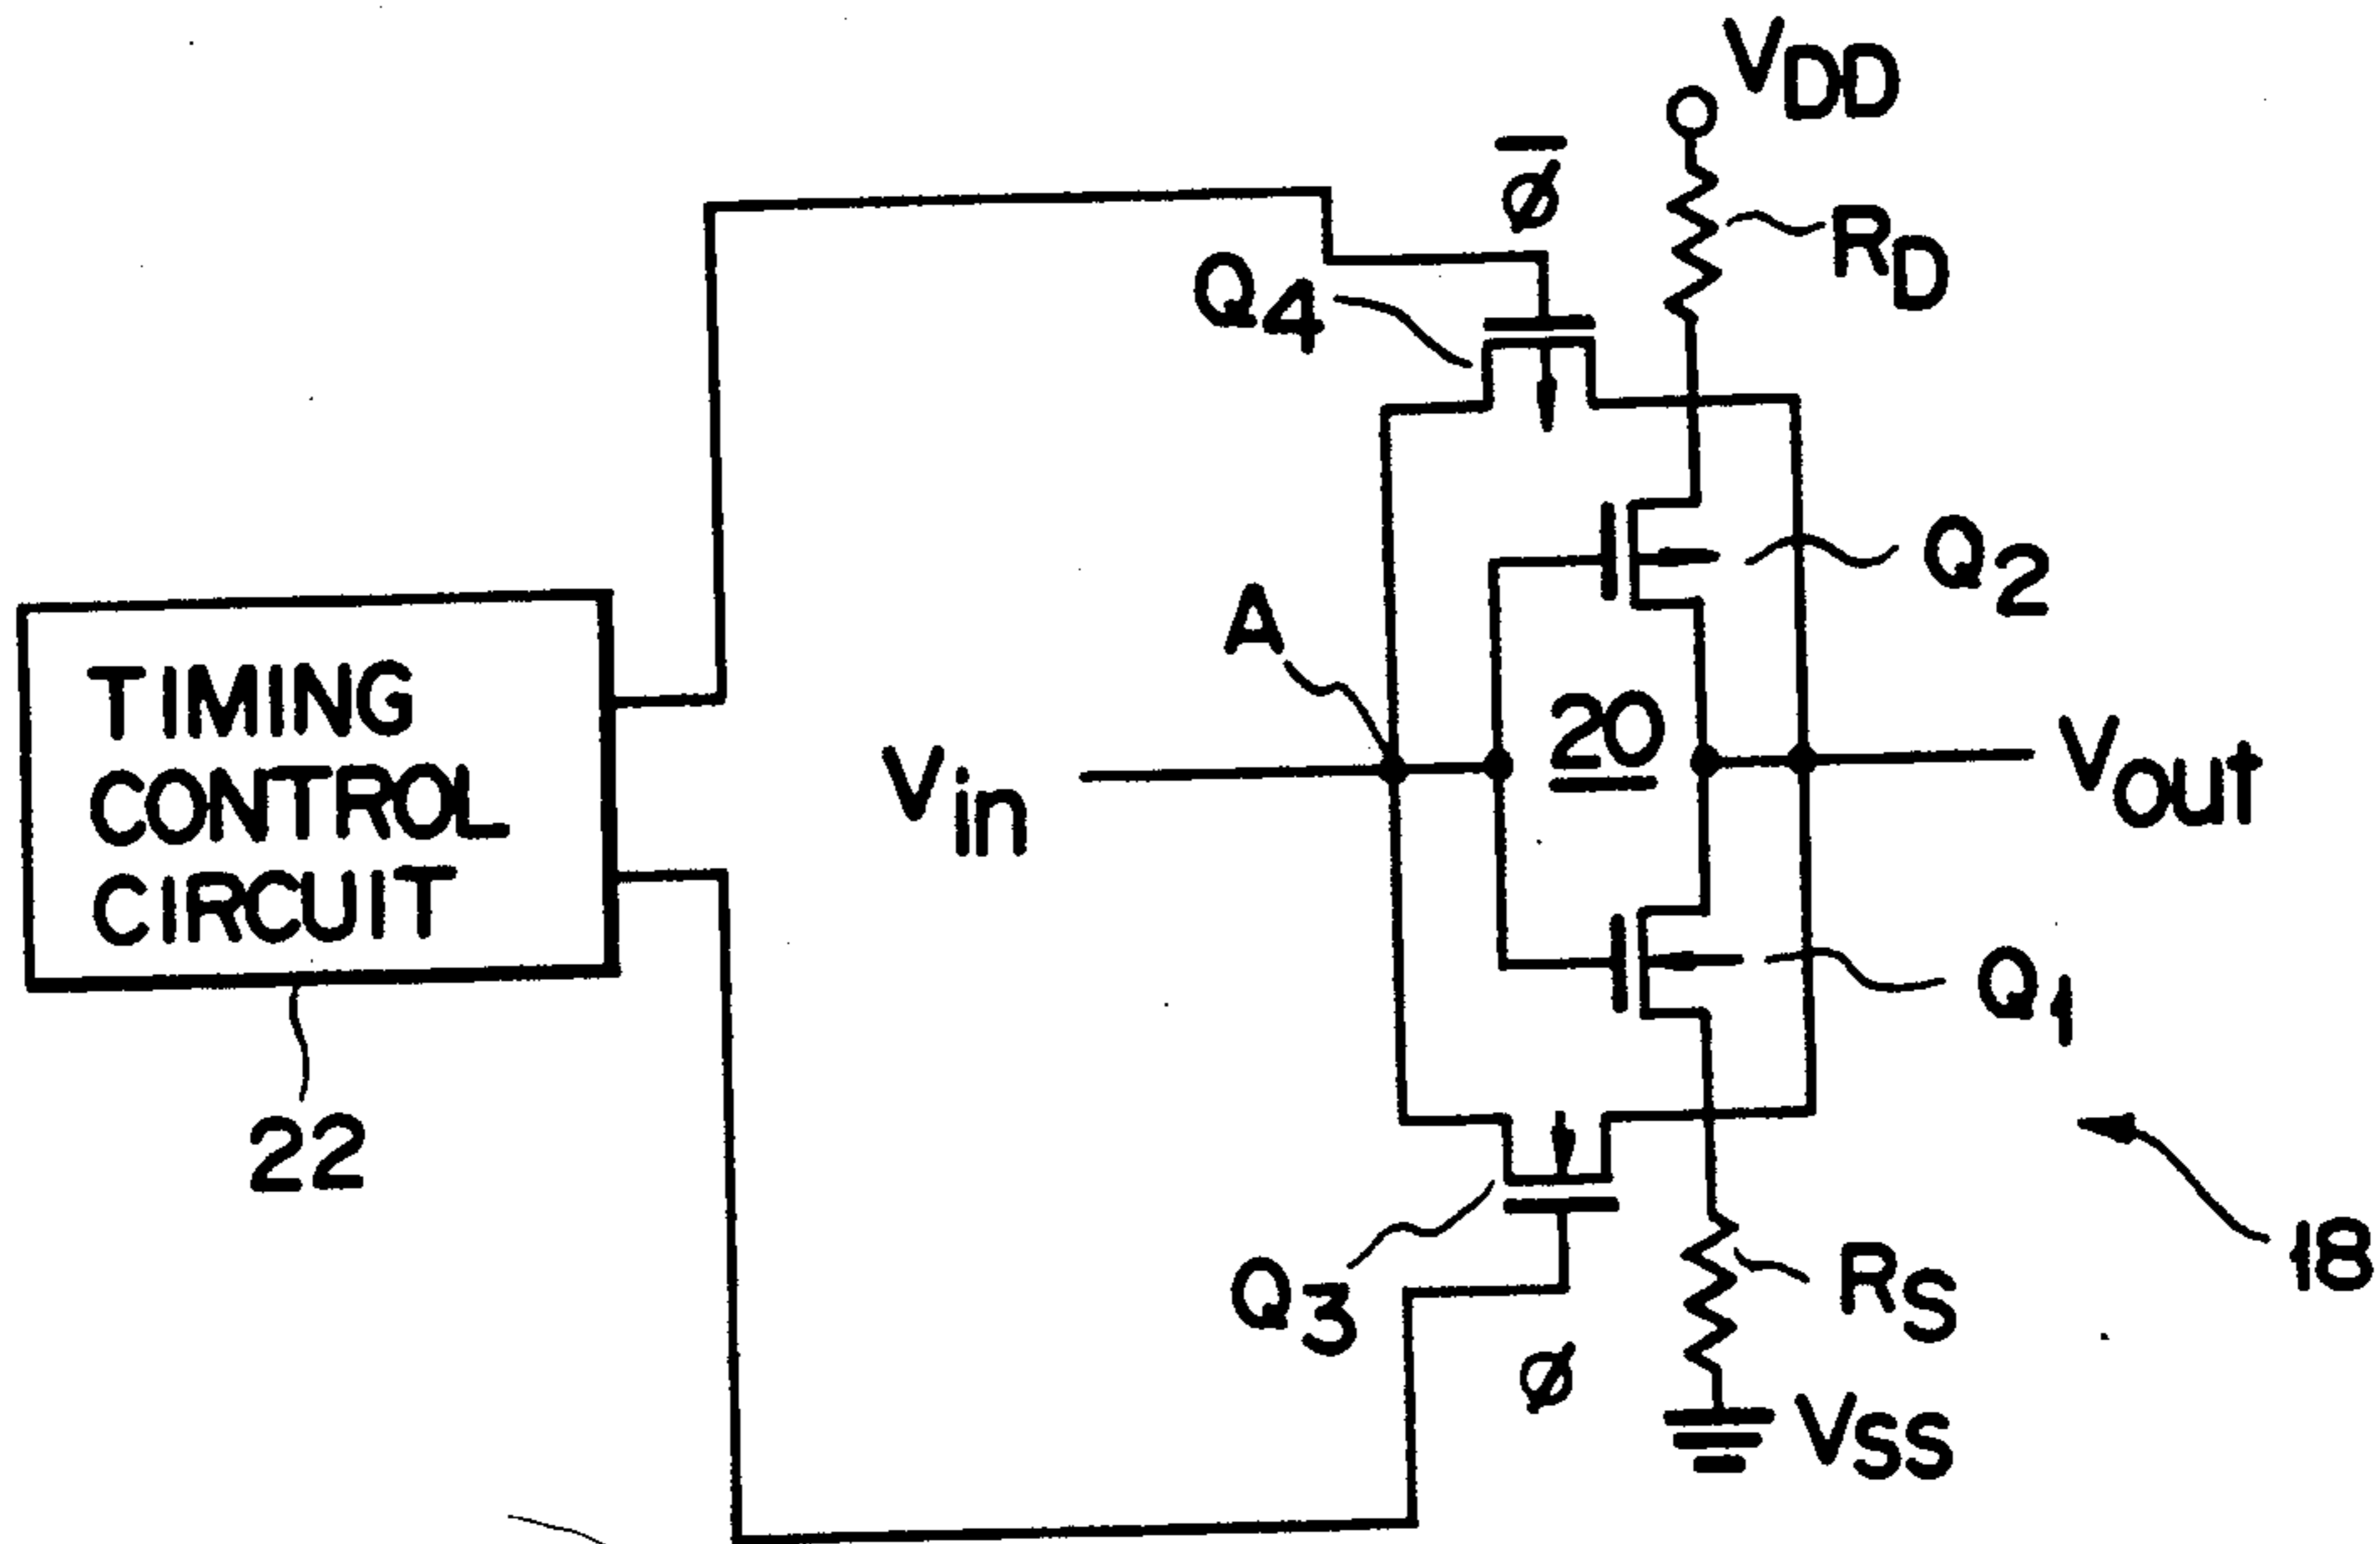 VDD
ø̅
RD
Q4
Q2
A
TIMING
CONTROL
CIRCUIT
20
Vin
Vout
Q1
22
Q3
RS
18
ø
VSS